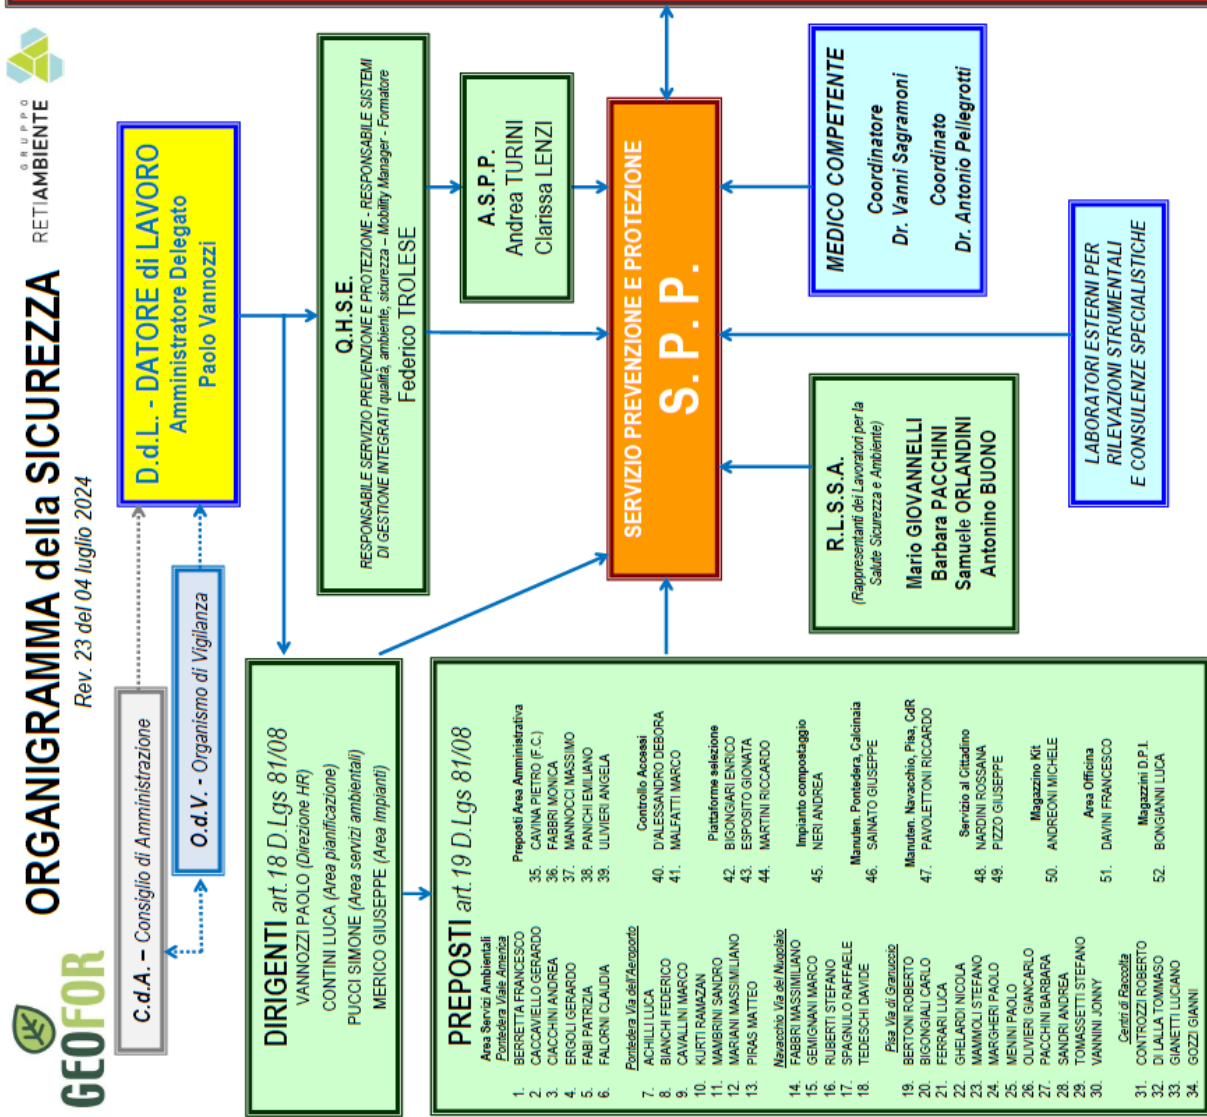 GEOFOR
ORGANIGRAMMA della SICUREZZA
Rev. 23 del 04 luglio 2024
GRUPPO
RETIAMBIENTE
C.d.A. – Consiglio di Amministrazione
O.d.V. - Organismo di Vigilanza
D.d.L. - DATORE di LAVORO
Amministratore Delegato
Paolo Vannozzi
DIRIGENTI art.18 D.Lgs 81/08
VANNOZZI PAOLO (Direzione HR)
CONTINI LUCA (Area pianificazione)
PUCCI SIMONE (Area servizi ambientali)
MERICO GIUSEPPE (Area Impianti)
Q.H.S.E.
RESPONSABILE SERVIZIO PREVENZIONE E PROTEZIONE - RESPONSABILE SISTEMI
DI GESTIONE INTEGRATI qualità, ambiente, sicurezza – Mobility Manager - Formatore
Federico TROLESE
A.S.P.P.
Andrea TURINI
Clarissa LENZI
PREPOSTI art.19 D.Lgs 81/08
Area Servizi Ambientali
Pontedera Viale America
1. BERRETTA FRANCESCO
2. CACCAVIELLO GERARDO
3. CIACCHINI ANDREA
4. ERGOLI GERARDO
5. FABI PATRIZIA
6. FALORNI CLAUDIA
Pontedera Via dell'Aeroporto
7. ACHILLI LUCA
8. BIANCHI FEDERICO
9. CAVALLINI MARCO
10. KURTI RAMAZAN
11. MAMBRINI SANDRO
12. MARIANI MASSIMILIANO
13. PIRAS MATTEO
Navacchio Via del Nugolaio
14. FABBRI MASSIMILIANO
15. GEMIGNANI MARCO
16. RUBERTI STEFANO
17. SPAGNULO RAFFAELE
18. TEDESCHI DAVIDE
Pisa Via di Granuccio
19. BERTONI ROBERTO
20. BIGONGIALI CARLO
21. FERRARI LUCA
22. GHELARDI NICOLA
23. MAMMOLI STEFANO
24. MARGHERI PAOLO
25. MENINI PAOLO
26. OLIVIERI GIANCARLO
27. PACCHINI BARBARA
28. SANDRI ANDREA
29. TOMASSETTI STEFANO
30. VANNINI JONNY
Centri di Raccolta
31. CONTROZZI ROBERTO
32. DI LALLA TOMMASO
33. GIANETTI LUCIANO
34. GOZZI GIANNI
Preposti Area Amministrativa
35. CAVINA PIETRO (F.C.)
36. FABBRI MONICA
37. MANNOCCI MASSIMO
38. PANICHI EMILIANO
39. ULIVIERI ANGELA
Controllo Accessi
40. D'ALESSANDRO DEBORA
41. MALFATTI MARCO
Piattaforme selezione
42. BIGONGIARI ENRICO
43. ESPOSITO GIONATA
44. MARTINI RICCARDO
Impianto compostaggio
45. NERI ANDREA
Manuten. Pontedera, Calcinaia
46. SAINATO GIUSEPPE
Manuten. Navacchio, Pisa, CdR
47. PAVOLETTONI RICCARDO
Servizio al Cittadino
48. NARDINI ROSSANA
49. PIZZO GIUSEPPE
Magazzino Kit
50. ANDREONI MICHELE
Area Officina
51. DAVINI FRANCESCO
Magazzini D.P.I.
52. BONGIANNI LUCA
SERVIZIO PREVENZIONE E PROTEZIONE
S. P. P.
R.L.S.S.A.
(Rappresentanti dei Lavoratori per la
Salute Sicurezza e Ambiente)
Mario GIOVANNELLI
Barbara PACCHINI
Samuele ORLANDINI
Antonino BUONO
MEDICO COMPETENTE
Coordinatore
Dr. Vanni Sagramoni
Coordinato
Dr. Antonio Pellegrotti
LABORATORI ESTERNI PER
RILEVAZIONI STRUMENTALI
E CONSULENZE SPECIALISTICHE